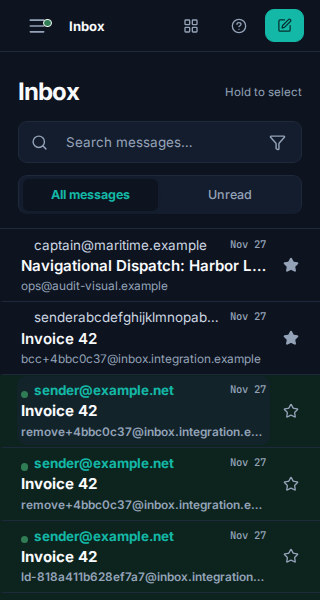 Inbox
Inbox
Hold to select
Search messages...
All messages
Unread
captain@maritime.example Nov 27
Navigational Dispatch: Harbor L...
ops@audit-visual.example
senderabcdefghijklmnopab... Nov 27
Invoice 42
bcc+4bbc0c37@inbox.integration.example
sender@example.net Nov 27
Invoice 42
remove+4bbc0c37@inbox.integration.e...
sender@example.net Nov 27
Invoice 42
remove+4bbc0c37@inbox.integration.e...
sender@example.net Nov 27
Invoice 42
ld-818a411b628ef7a7@inbox.integration...